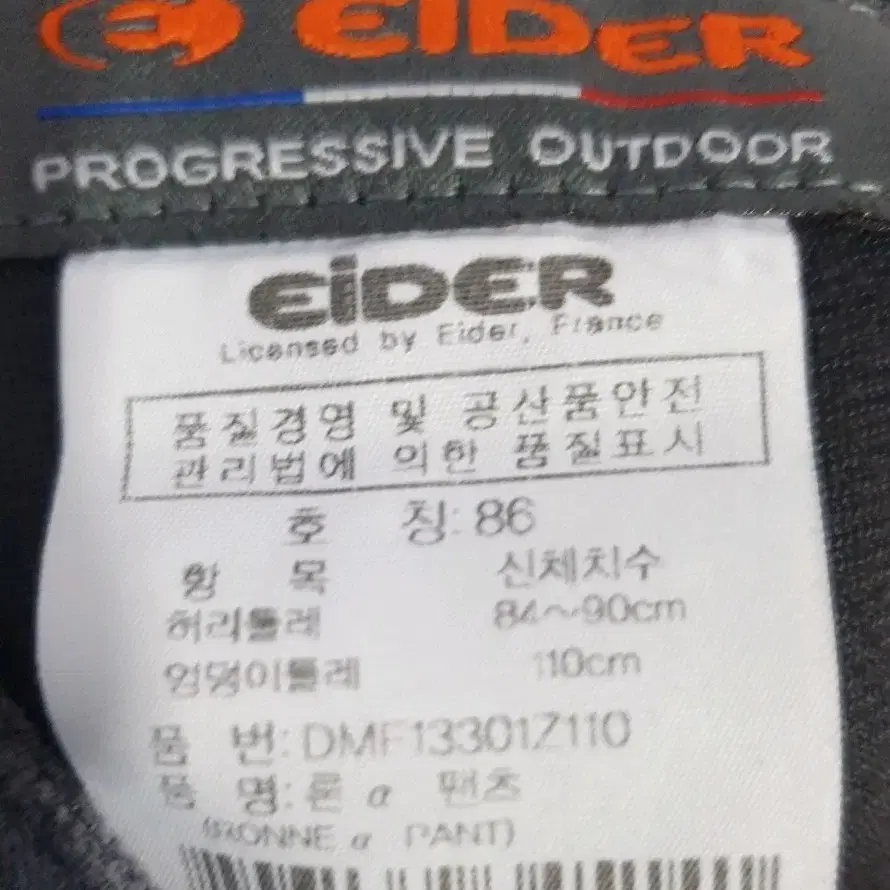 EIDER
PROGRESSIVE OUTDOOR
EiDER
Licensed by Eider, France
품질경영 및 공산품안전
관리법에 의한 품질표시
호 칭: 86
항 목 신체치수
허리둘레 84~90cm
엉덩이둘레 110cm
품 번: DMF13301Z110
품 명: 론 α 팬츠
(RONNE α PANT)